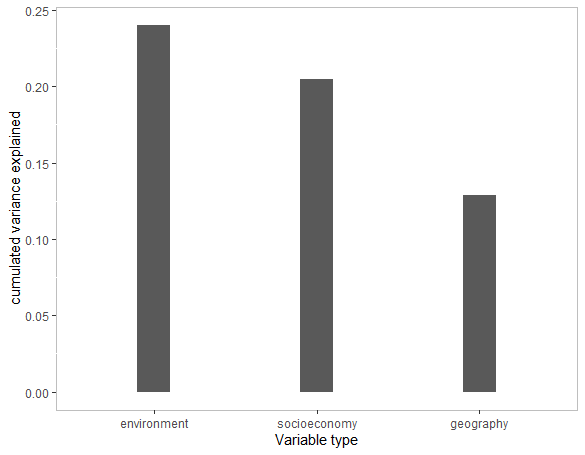 0.25
0.20
0.15
0.10
0.05
0.00
cumulated variance explained
environment socioeconomy geography
Variable type